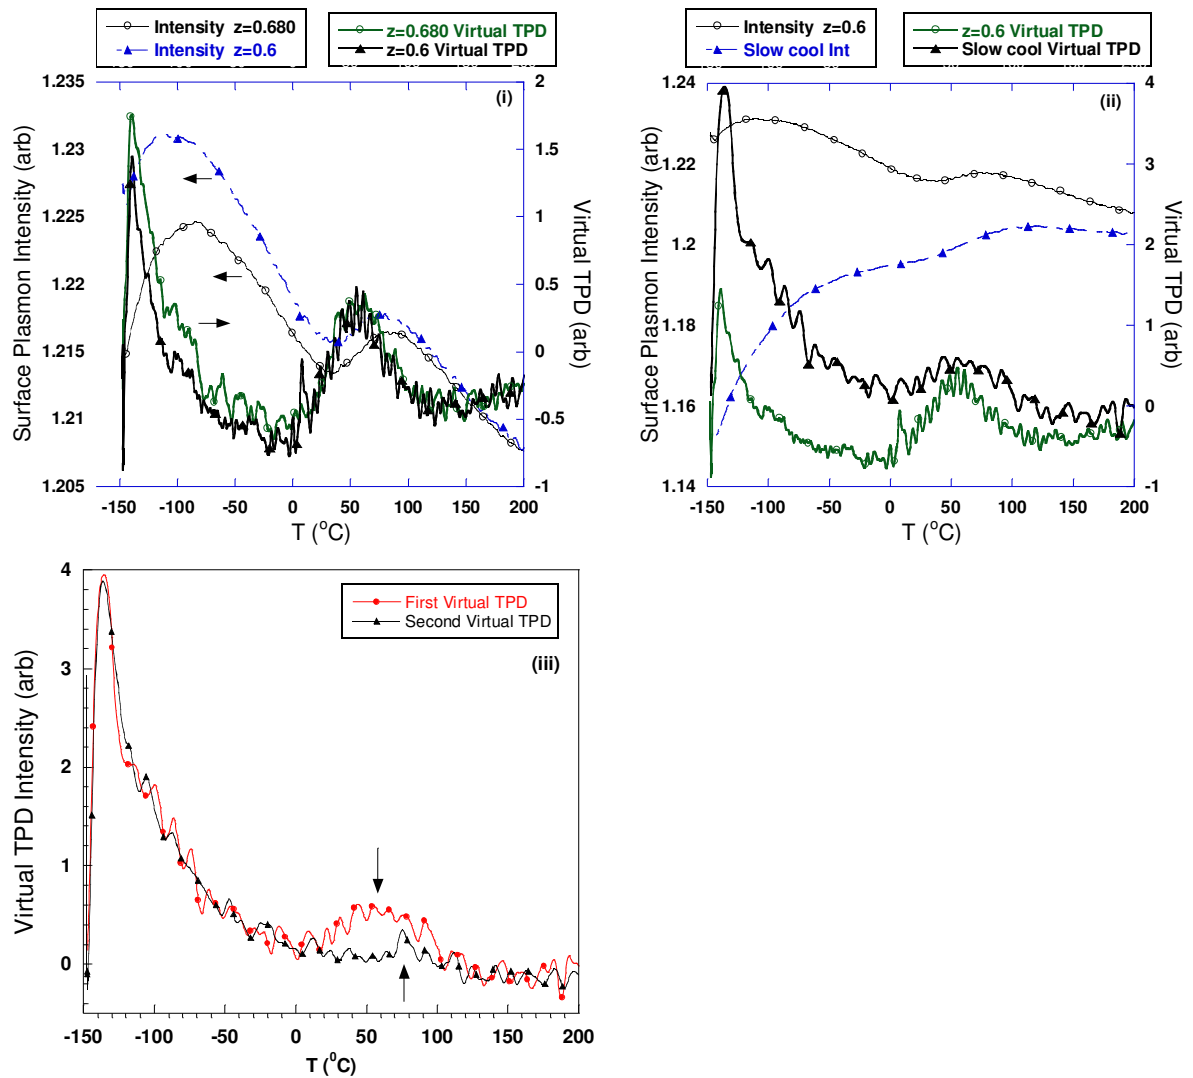 Intensity z=0.680
Intensity z=0.6
z=0.680 Virtual TPD
z=0.6 Virtual TPD
(i)
Surface Plasmon Intensity (arb)
1.235
1.23
1.225
1.22
1.215
1.21
1.205
2
1.5
1
0.5
0
-0.5
-1
Virtual TPD (arb)
-150 -100 -50 0 50 100 150 200
T (°C)
Intensity z=0.6
Slow cool Int
z=0.6 Virtual TPD
Slow cool Virtual TPD
(ii)
Surface Plasmon Intensity (arb)
1.24
1.22
1.2
1.18
1.16
1.14
4
3
2
1
0
-1
Virtual TPD (arb)
-150 -100 -50 0 50 100 150 200
T (°C)
First Virtual TPD
Second Virtual TPD
(iii)
Virtual TPD Intensity (arb)
4
3
2
1
0
-150 -100 -50 0 50 100 150 200
T (°C)